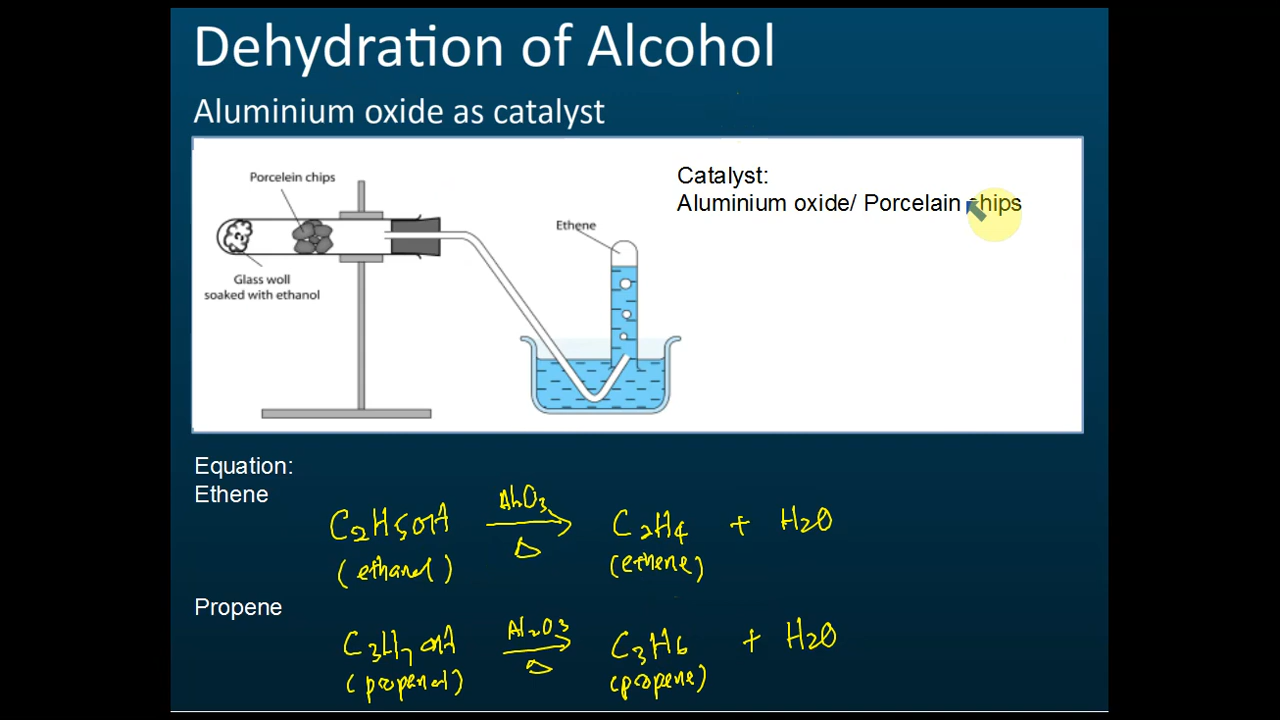 Dehydration of Alcohol
Aluminium oxide as catalyst
Porcelein chips
Catalyst:
Aluminium oxide/ Porcelain chips
Ethene
Glass woll
soaked with ethanol
Equation:
Ethene
C2H5OH Al2O3 Δ C2H4 + H2O
(ethanol) (ethene)
Propene
C3H7OH Al2O3 Δ C3H6 + H2O
(propanol) (propene)